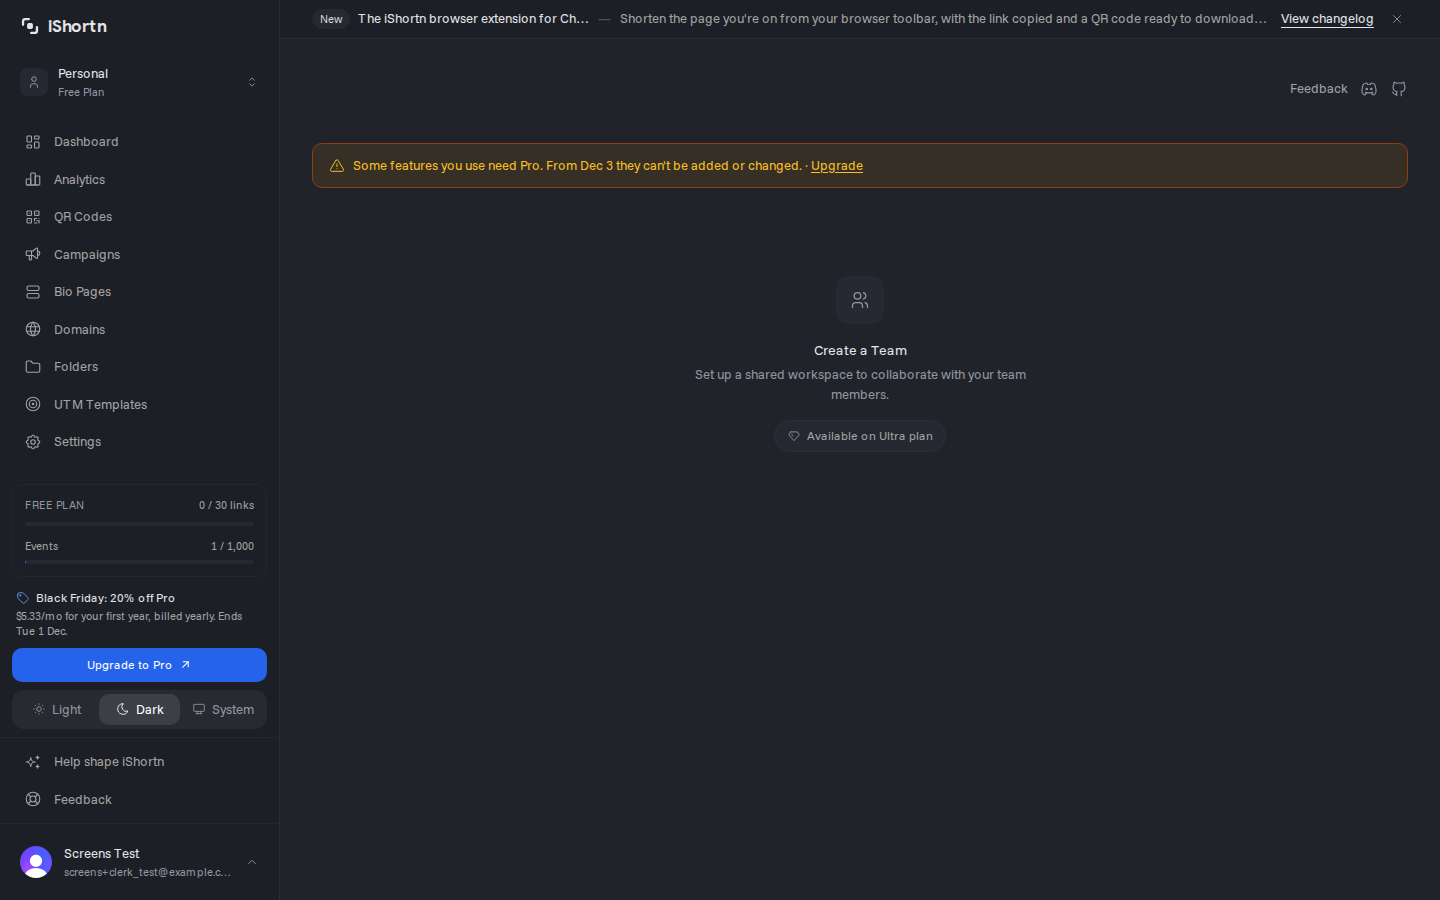 iShortn
Personal
Free Plan
Dashboard
Analytics
QR Codes
Campaigns
Bio Pages
Domains
Folders
UTM Templates
Settings
FREE PLAN 0 / 30 links
Events 1 / 1,000
Black Friday: 20% off Pro
$5.33/mo for your first year, billed yearly. Ends
Tue 1 Dec.
Upgrade to Pro
Light Dark System
Help shape iShortn
Feedback
Screens Test
screens+clerk_test@example.c...
New The iShortn browser extension for Ch... — Shorten the page you're on from your browser toolbar, with the link copied and a QR code ready to download... View changelog
Feedback
Some features you use need Pro. From Dec 3 they can't be added or changed. · Upgrade
Create a Team
Set up a shared workspace to collaborate with your team
members.
Available on Ultra plan